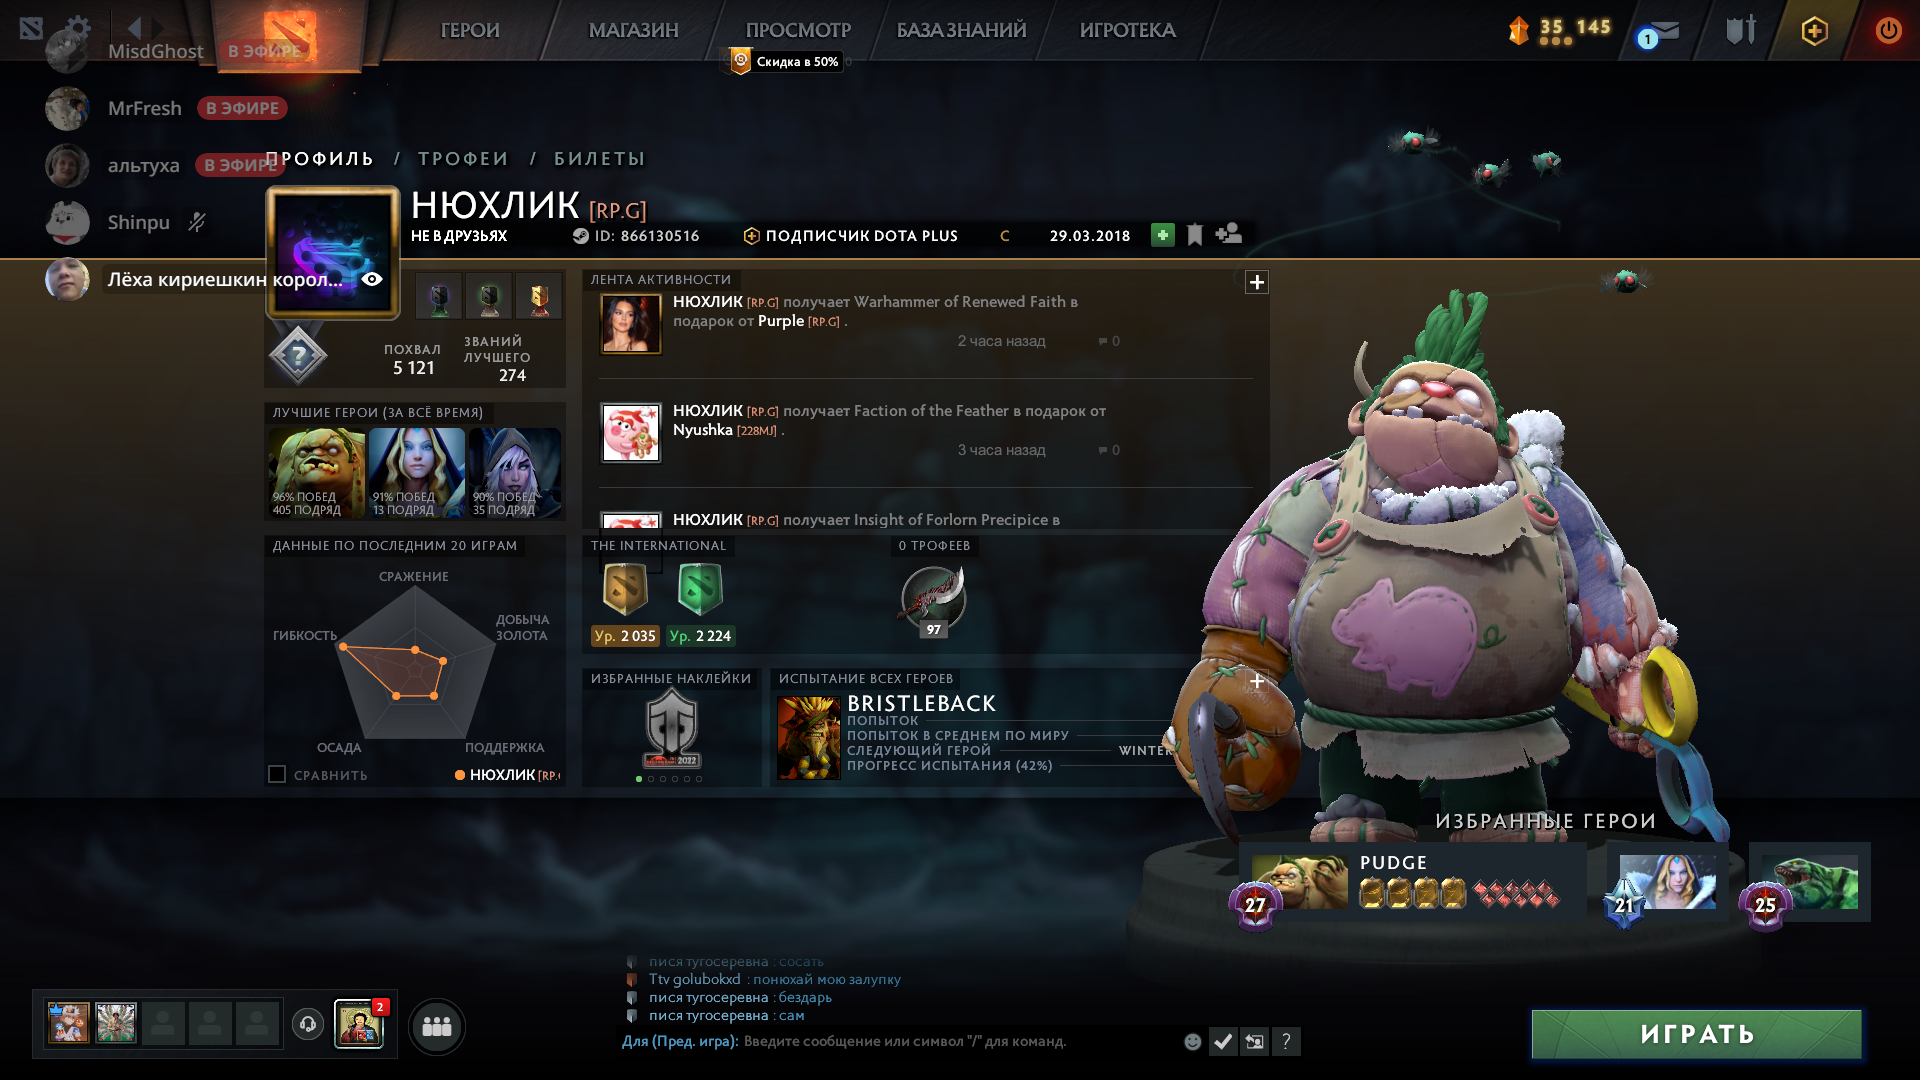 ГЕРОИ
МАГАЗИН
ПРОСМОТР
БАЗА ЗНАНИЙ
ИГРОТЕКА
35 145
1
Скидка в 50%
MisdGhost В ЭФИРЕ
MrFresh В ЭФИРЕ
альтуха В ЭФИРЕ
Shinpu
Лёха кириешкин корол...
ПРОФИЛЬ / ТРОФЕИ / БИЛЕТЫ
НЮХЛИК [RP.G]
НЕ В ДРУЗЬЯХ
ID: 866130516
ПОДПИСЧИК DOTA PLUS
С 29.03.2018
?
ПОХВАЛ
5 121
ЗВАНИЙ
ЛУЧШЕГО
274
ЛУЧШИЕ ГЕРОИ (ЗА ВСЁ ВРЕМЯ)
96% ПОБЕД
405 ПОДРЯД
91% ПОБЕД
13 ПОДРЯД
90% ПОБЕД
35 ПОДРЯД
ДАННЫЕ ПО ПОСЛЕДНИМ 20 ИГРАМ
СРАЖЕНИЕ
ДОБЫЧА
ЗОЛОТА
ГИБКОСТЬ
ОСАДА
ПОДДЕРЖКА
СРАВНИТЬ
НЮХЛИК [RP.
ЛЕНТА АКТИВНОСТИ
НЮХЛИК [RP.G] получает Warhammer of Renewed Faith в
подарок от Purple [RP.G] .
2 часа назад
0
НЮХЛИК [RP.G] получает Faction of the Feather в подарок от
Nyushka [228MJ] .
3 часа назад
0
НЮХЛИК [RP.G] получает Insight of Forlorn Precipice в
THE INTERNATIONAL
Ур. 2 035
Ур. 2 224
0 ТРОФЕЕВ
97
ИЗБРАННЫЕ НАКЛЕЙКИ
2022
ИСПЫТАНИЕ ВСЕХ ГЕРОЕВ
BRISTLEBACK
ПОПЫТОК
ПОПЫТОК В СРЕДНЕМ ПО МИРУ
СЛЕДУЮЩИЙ ГЕРОЙ WINTER
ПРОГРЕСС ИСПЫТАНИЯ (42%)
ИЗБРАННЫЕ ГЕРОИ
PUDGE
27
21
25
пися тугосеревна : сосать
Ttv golubokxd : понюхай мою залупку
пися тугосеревна : бездарь
пися тугосеревна : сам
Для (Пред. игра): Введите сообщение или символ "/" для команд.
?
2
ИГРАТЬ